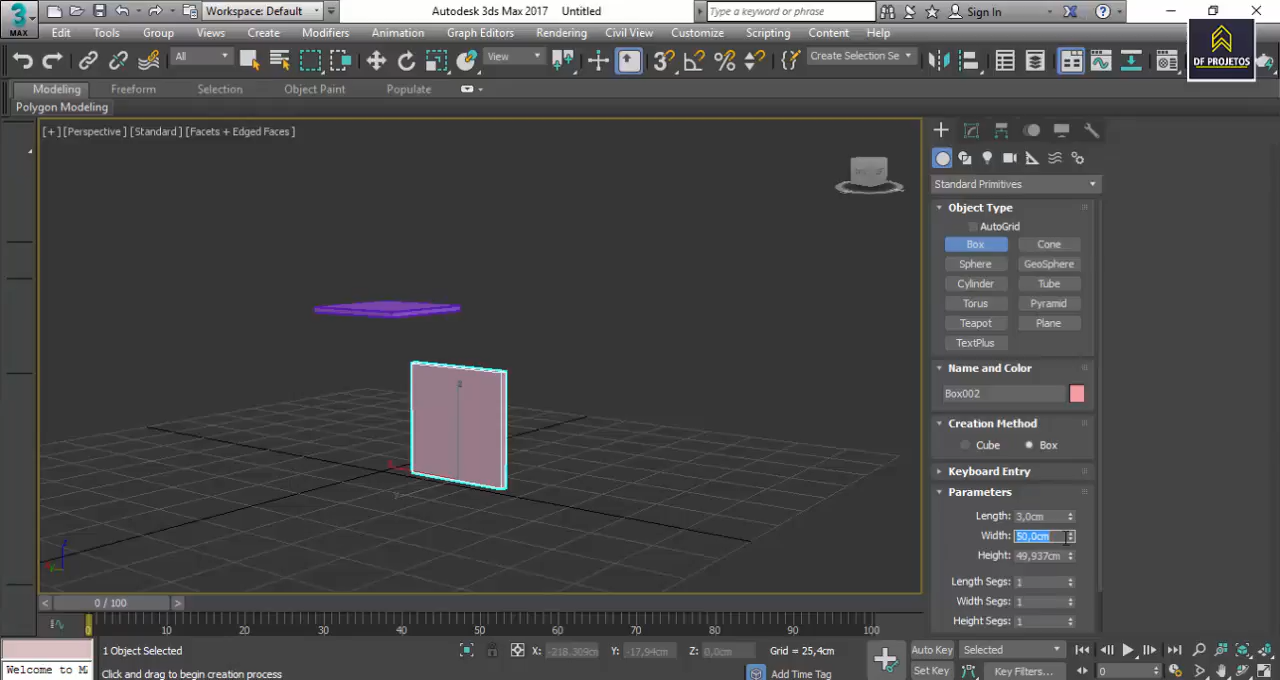 3 MAX Workspace: Default Autodesk 3ds Max 2017 Untitled Type a keyword or phrase Sign In
Edit Tools Group Views Create Modifiers Animation Graph Editors Rendering Civil View Customize Scripting Content Help
DF PROJETOS
All View Create Selection Se
Modeling Freeform Selection Object Paint Populate
Polygon Modeling
[+] [Perspective] [Standard] [Facets + Edged Faces]
Standard Primitives
Object Type
AutoGrid
Box Cone
Sphere GeoSphere
Cylinder Tube
Torus Pyramid
Teapot Plane
TextPlus
Name and Color
Box002
Creation Method
Cube Box
Keyboard Entry
Parameters
Length: 3,0cm
Width: 50,0cm
Height: 49,937cm
Length Segs: 1
Width Segs: 1
Height Segs: 1
< 0 / 100 >
0 10 20 30 40 50 60 70 80 90 100
1 Object Selected X: -218,309cm Y: -17,94cm Z: 0,0cm Grid = 25,4cm Auto Key Selected
Welcome to M Click and drag to begin creation process Add Time Tag Set Key Key Filters... 0